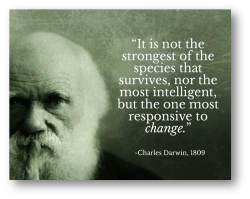 “It is not the
strongest of the
species that
survives, nor the
most intelligent,
but the one most
responsive to
change.”
-Charles Darwin, 1809